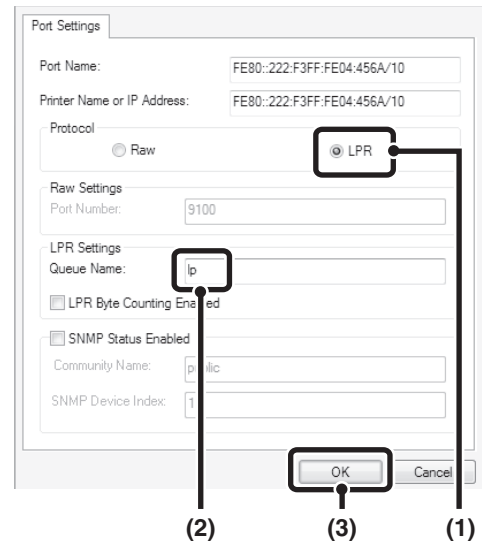 Port Settings
Port Name: FE80::222:F3FF:FE04:456A/10
Printer Name or IP Address: FE80::222:F3FF:FE04:456A/10
Protocol
Raw LPR
Raw Settings
Port Number: 9100
LPR Settings
Queue Name: lp
LPR Byte Counting Enabled
SNMP Status Enabled
Community Name: public
SNMP Device Index: 1
OK Cancel
(2) (3) (1)